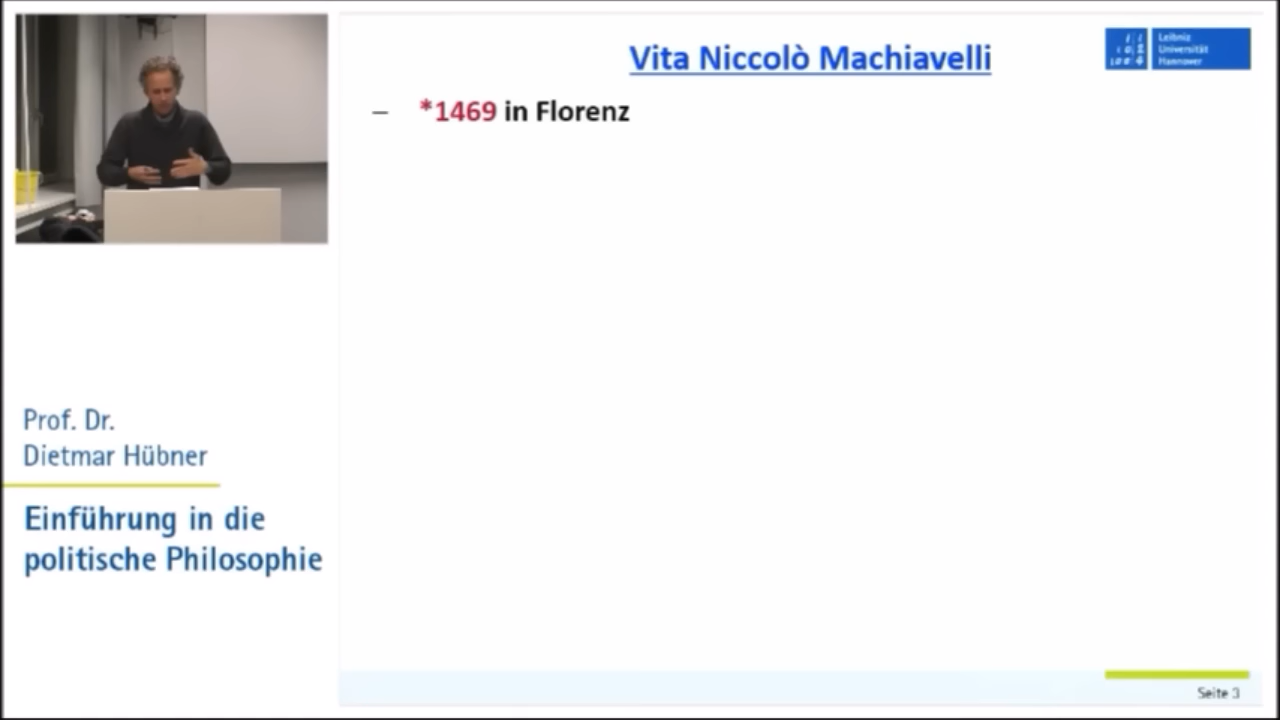 Vita Niccolò Machiavelli
Leibniz
Universität
Hannover
– *1469 in Florenz
Prof. Dr.
Dietmar Hübner
Einführung in die
politische Philosophie
Seite 3